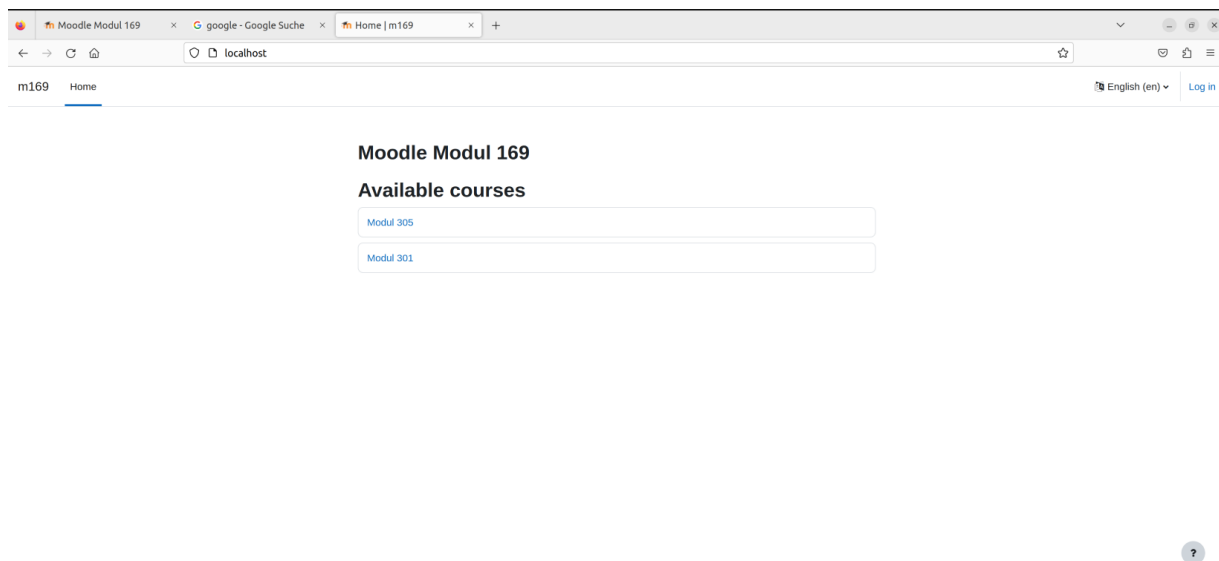 Moodle Modul 169
google - Google Suche
Home | m169
localhost
m169 Home English (en) Log in
Moodle Modul 169
Available courses
Modul 305
Modul 301
?